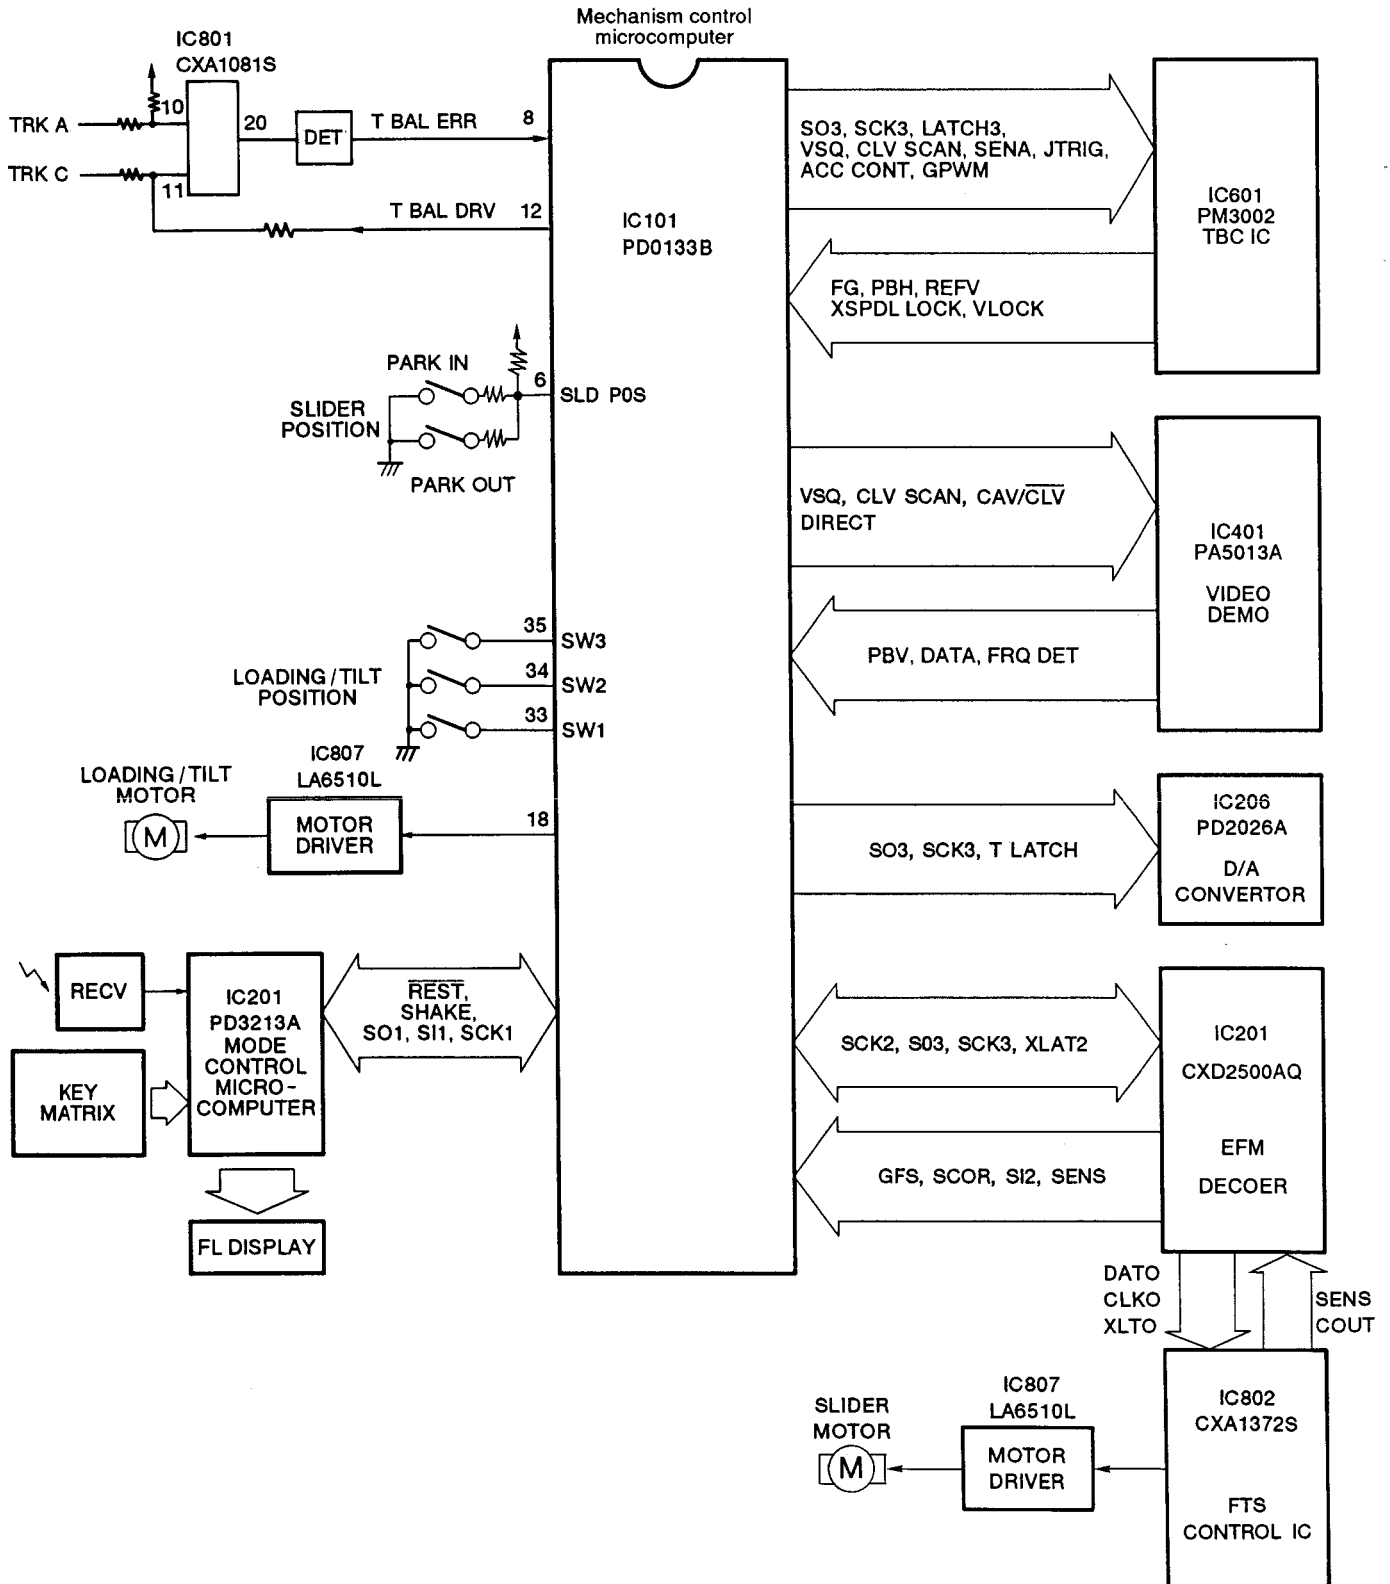 Mechanism control
microcomputer
IC801
CXA1081S
TRK A
10
20
DET
T BAL ERR
8
TRK C
11
T BAL DRV
12
IC101
PD0133B
SO3, SCK3, LATCH3,
VSQ, CLV SCAN, SENA, JTRIG,
ACC CONT, GPWM
FG, PBH, REFV
XSPDL LOCK, VLOCK
IC601
PM3002
TBC IC
PARK IN
SLIDER
POSITION
PARK OUT
6
SLD P0S
VSQ, CLV SCAN, CAV/CLV
DIRECT
PBV, DATA, FRQ DET
IC401
PA5013A
VIDEO
DEMO
LOADING/TILT
POSITION
35
SW3
34
SW2
33
SW1
IC807
LA6510L
LOADING/TILT
MOTOR
M
MOTOR
DRIVER
18
SO3, SCK3, T LATCH
IC206
PD2026A
D/A
CONVERTOR
RECV
KEY
MATRIX
IC201
PD3213A
MODE
CONTROL
MICRO-
COMPUTER
REST,
SHAKE,
SO1, SI1, SCK1
FL DISPLAY
SCK2, S03, SCK3, XLAT2
GFS, SCOR, SI2, SENS
IC201
CXD2500AQ
EFM
DECOER
DATO
CLKO
XLTO
SENS
COUT
SLIDER
MOTOR
M
IC807
LA6510L
MOTOR
DRIVER
IC802
CXA1372S
FTS
CONTROL IC